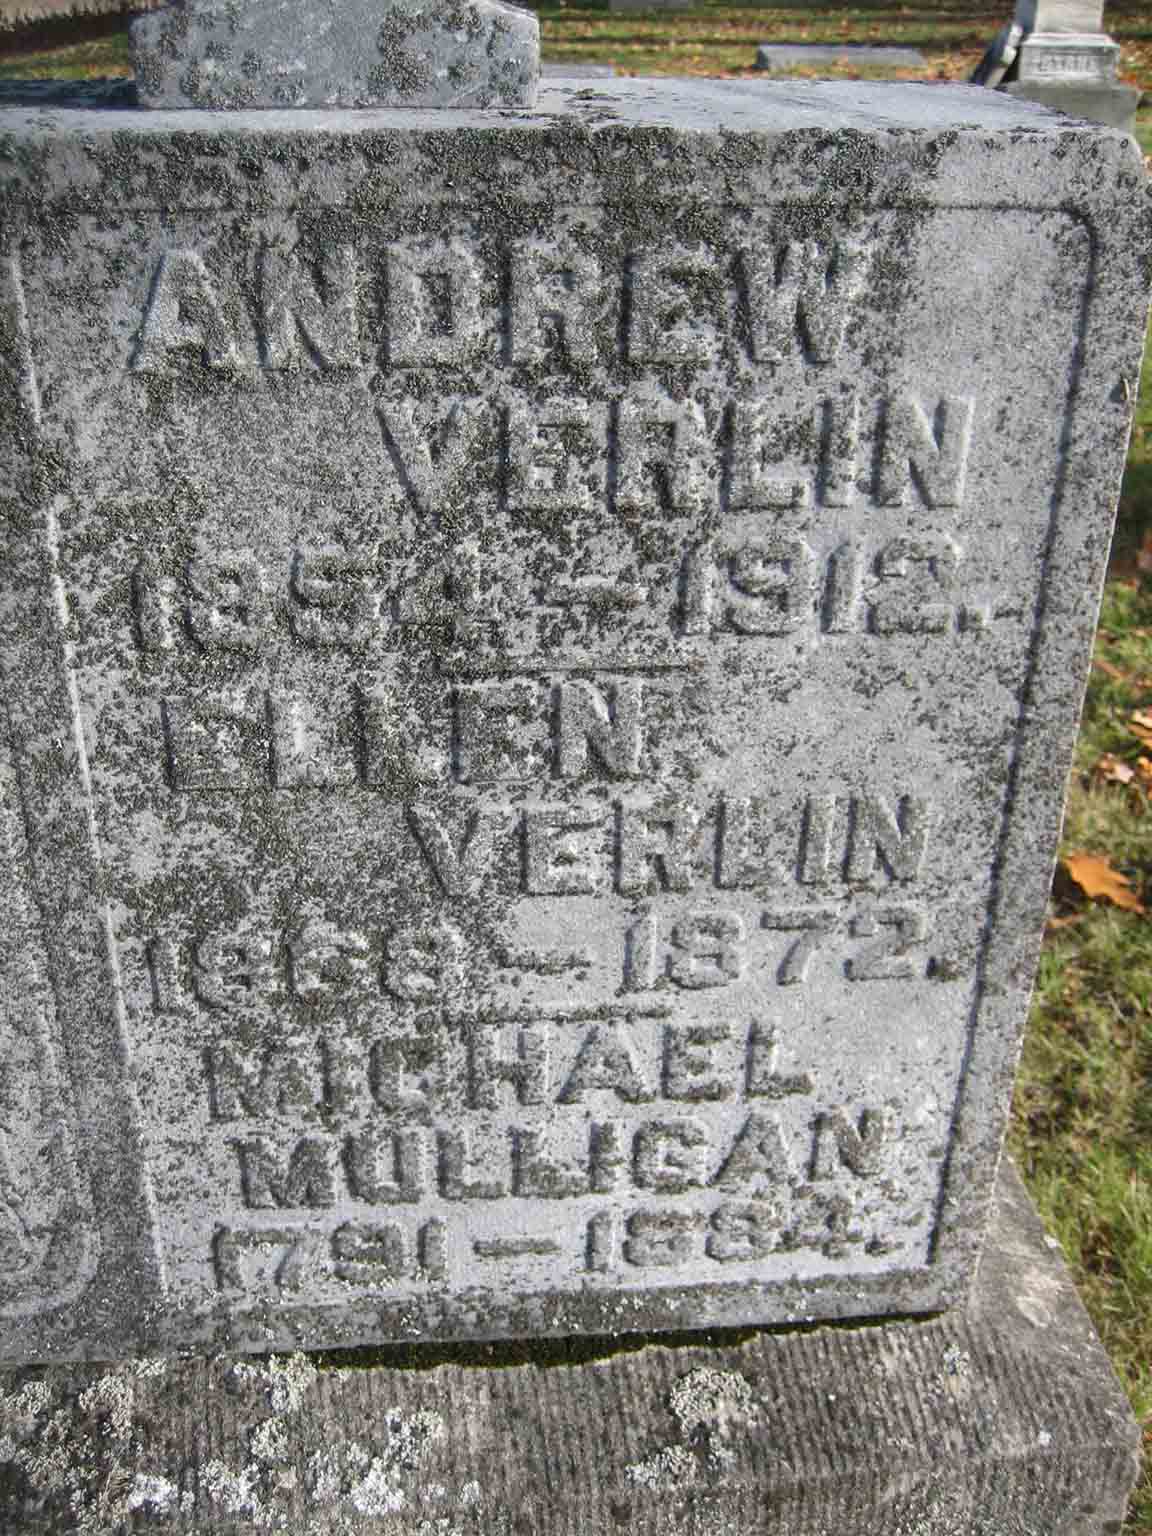 ANDREW
VERLIN
1854 – 1912.
ELLEN
VERLIN
1868 – 1872.
MICHAEL
MULLIGAN
1791 – 1884.